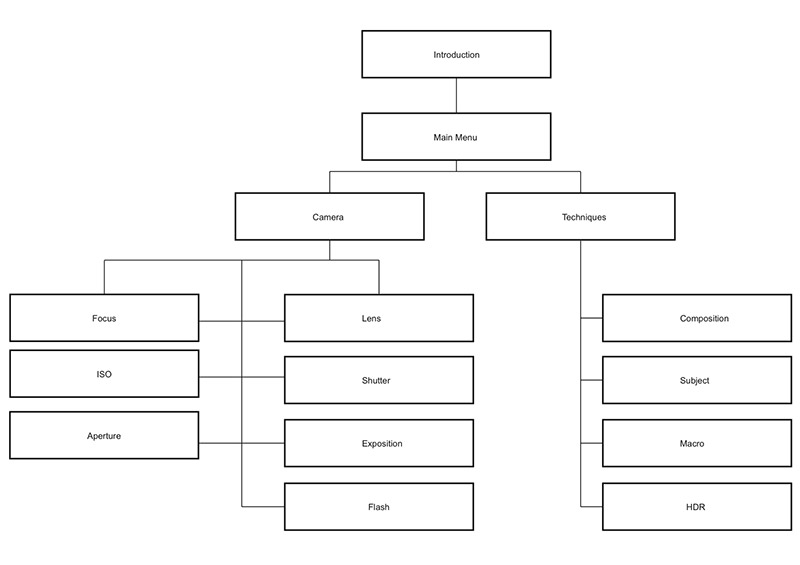 Introduction
Main Menu
Camera
Techniques
Focus
Lens
Composition
ISO
Shutter
Subject
Aperture
Exposition
Macro
Flash
HDR